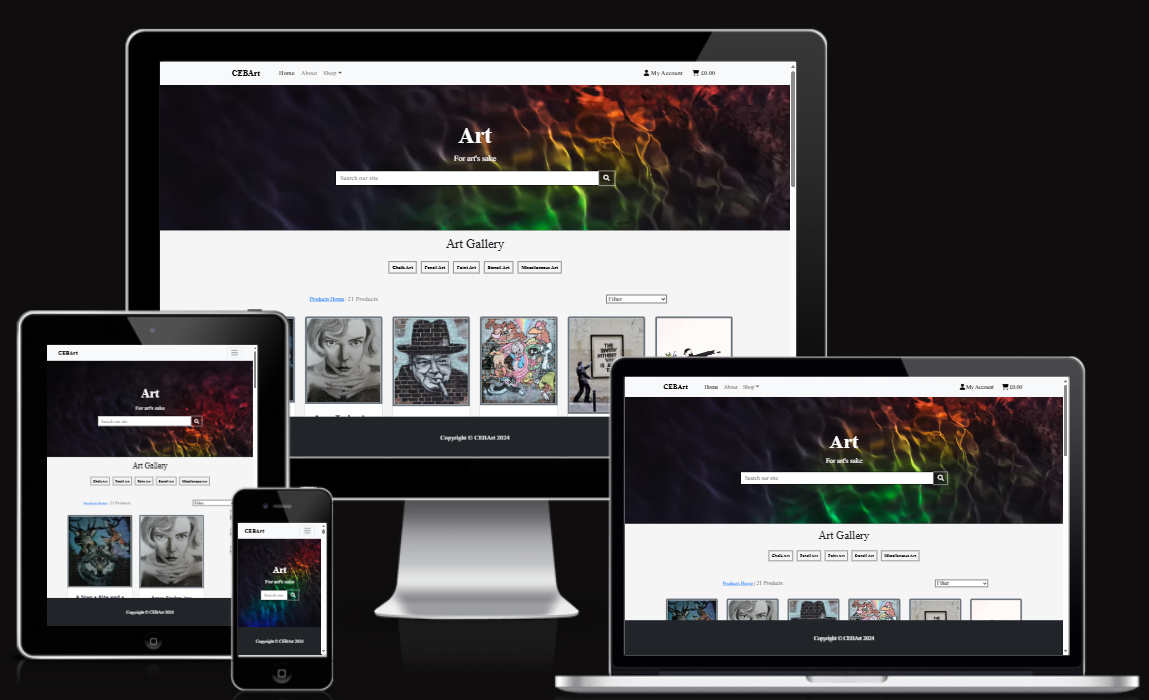 CEBArt Home About Shop My Account £0.00
Art
For art's sake
Search our site
Art Gallery
Chalk Art Pencil Art Paint Art Stencil Art Miscellaneous Art
Products Home | 21 Products Filter
Copyright © CEBArt 2024
CEBArt
Art
For art's sake
Search our site
Art Gallery
Chalk Art Pencil Art Paint Art Stencil Art Miscellaneous Art
Products Home | 21 Products Filter
Copyright © CEBArt 2024
CEBArt
Art
For art's sake
Copyright © CEBArt 2024
CEBArt Home About Shop My Account £0.00
Art
For art's sake
Search our site
Art Gallery
Chalk Art Pencil Art Paint Art Stencil Art Miscellaneous Art
Products Home | 21 Products Filter
Copyright © CEBArt 2024